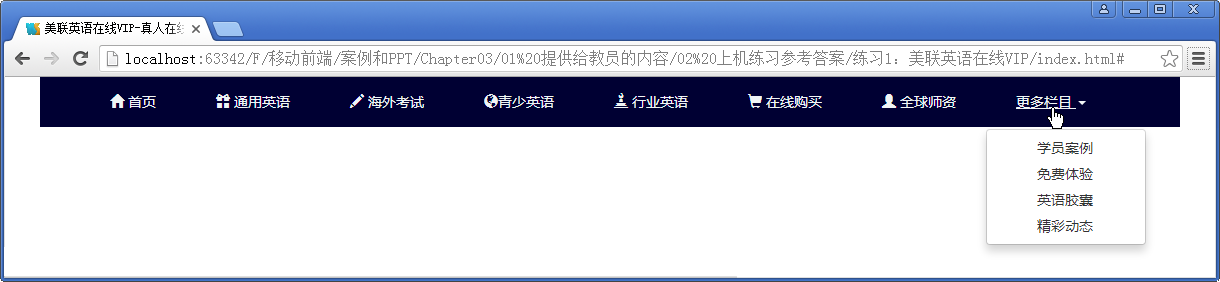 美联英语在线VIP-真人在线
localhost:63342/F/移动前端/案例和PPT/Chapter03/01%20提供给教员的内容/02%20上机练习参考答案/练习1：美联英语在线VIP/index.html#
首页 通用英语 海外考试 青少英语 行业英语 在线购买 全球师资 更多栏目
学员案例
免费体验
英语胶囊
精彩动态